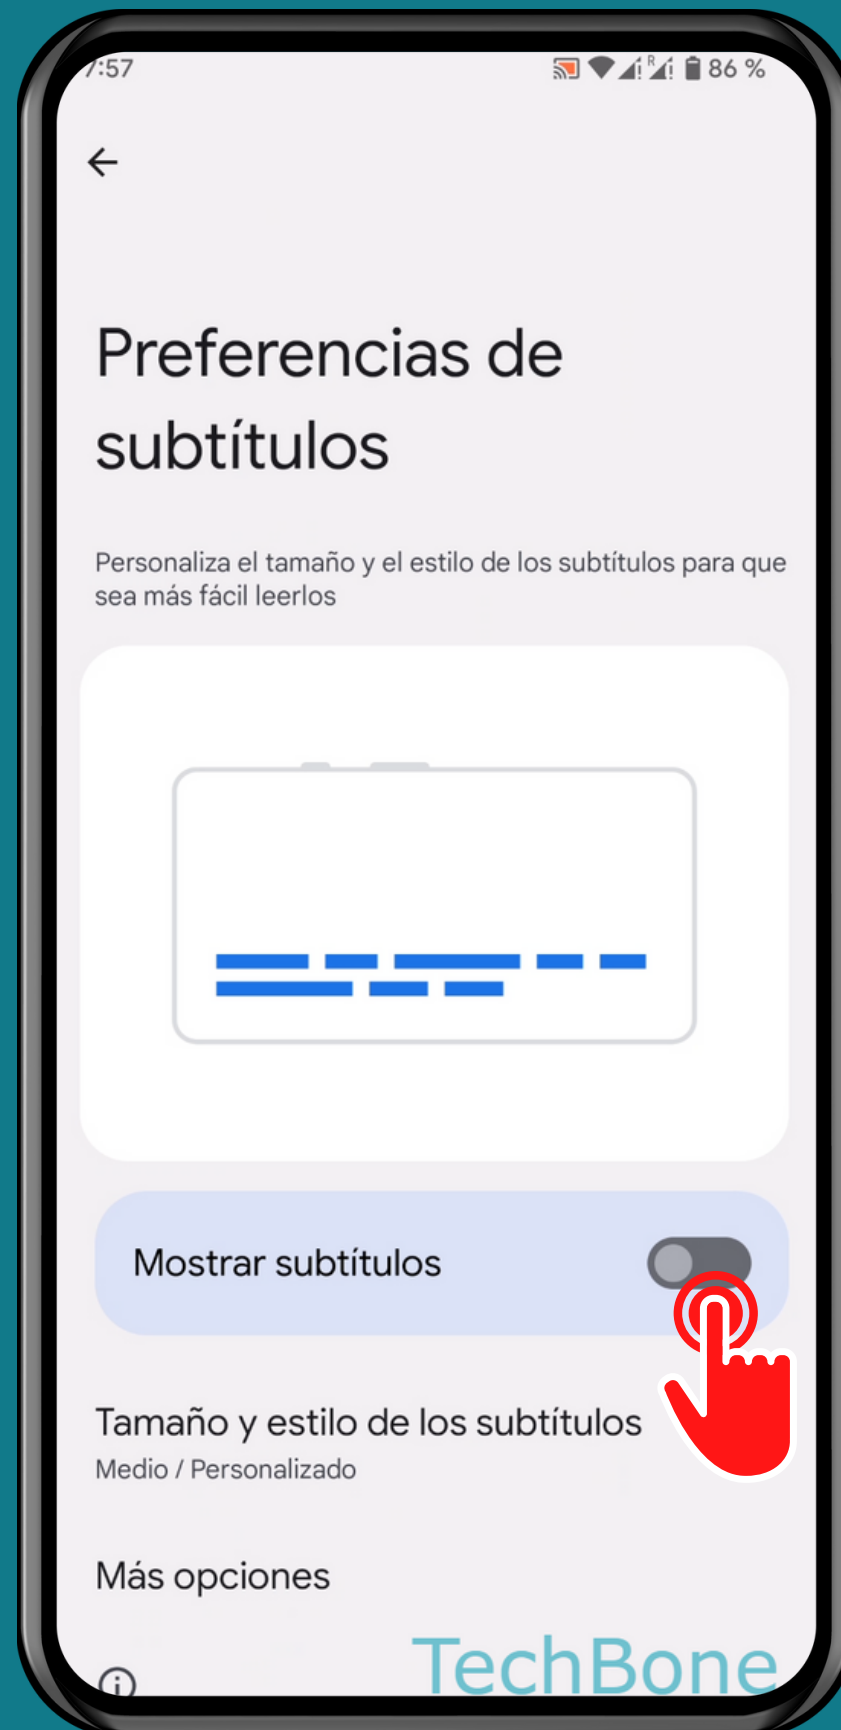 7:57
R
86 %
Preferencias de
subtítulos
Personaliza el tamaño y el estilo de los subtítulos para que
sea más fácil leerlos
Mostrar subtítulos
Tamaño y estilo de los subtítulos
Medio / Personalizado
Más opciones
TechBone